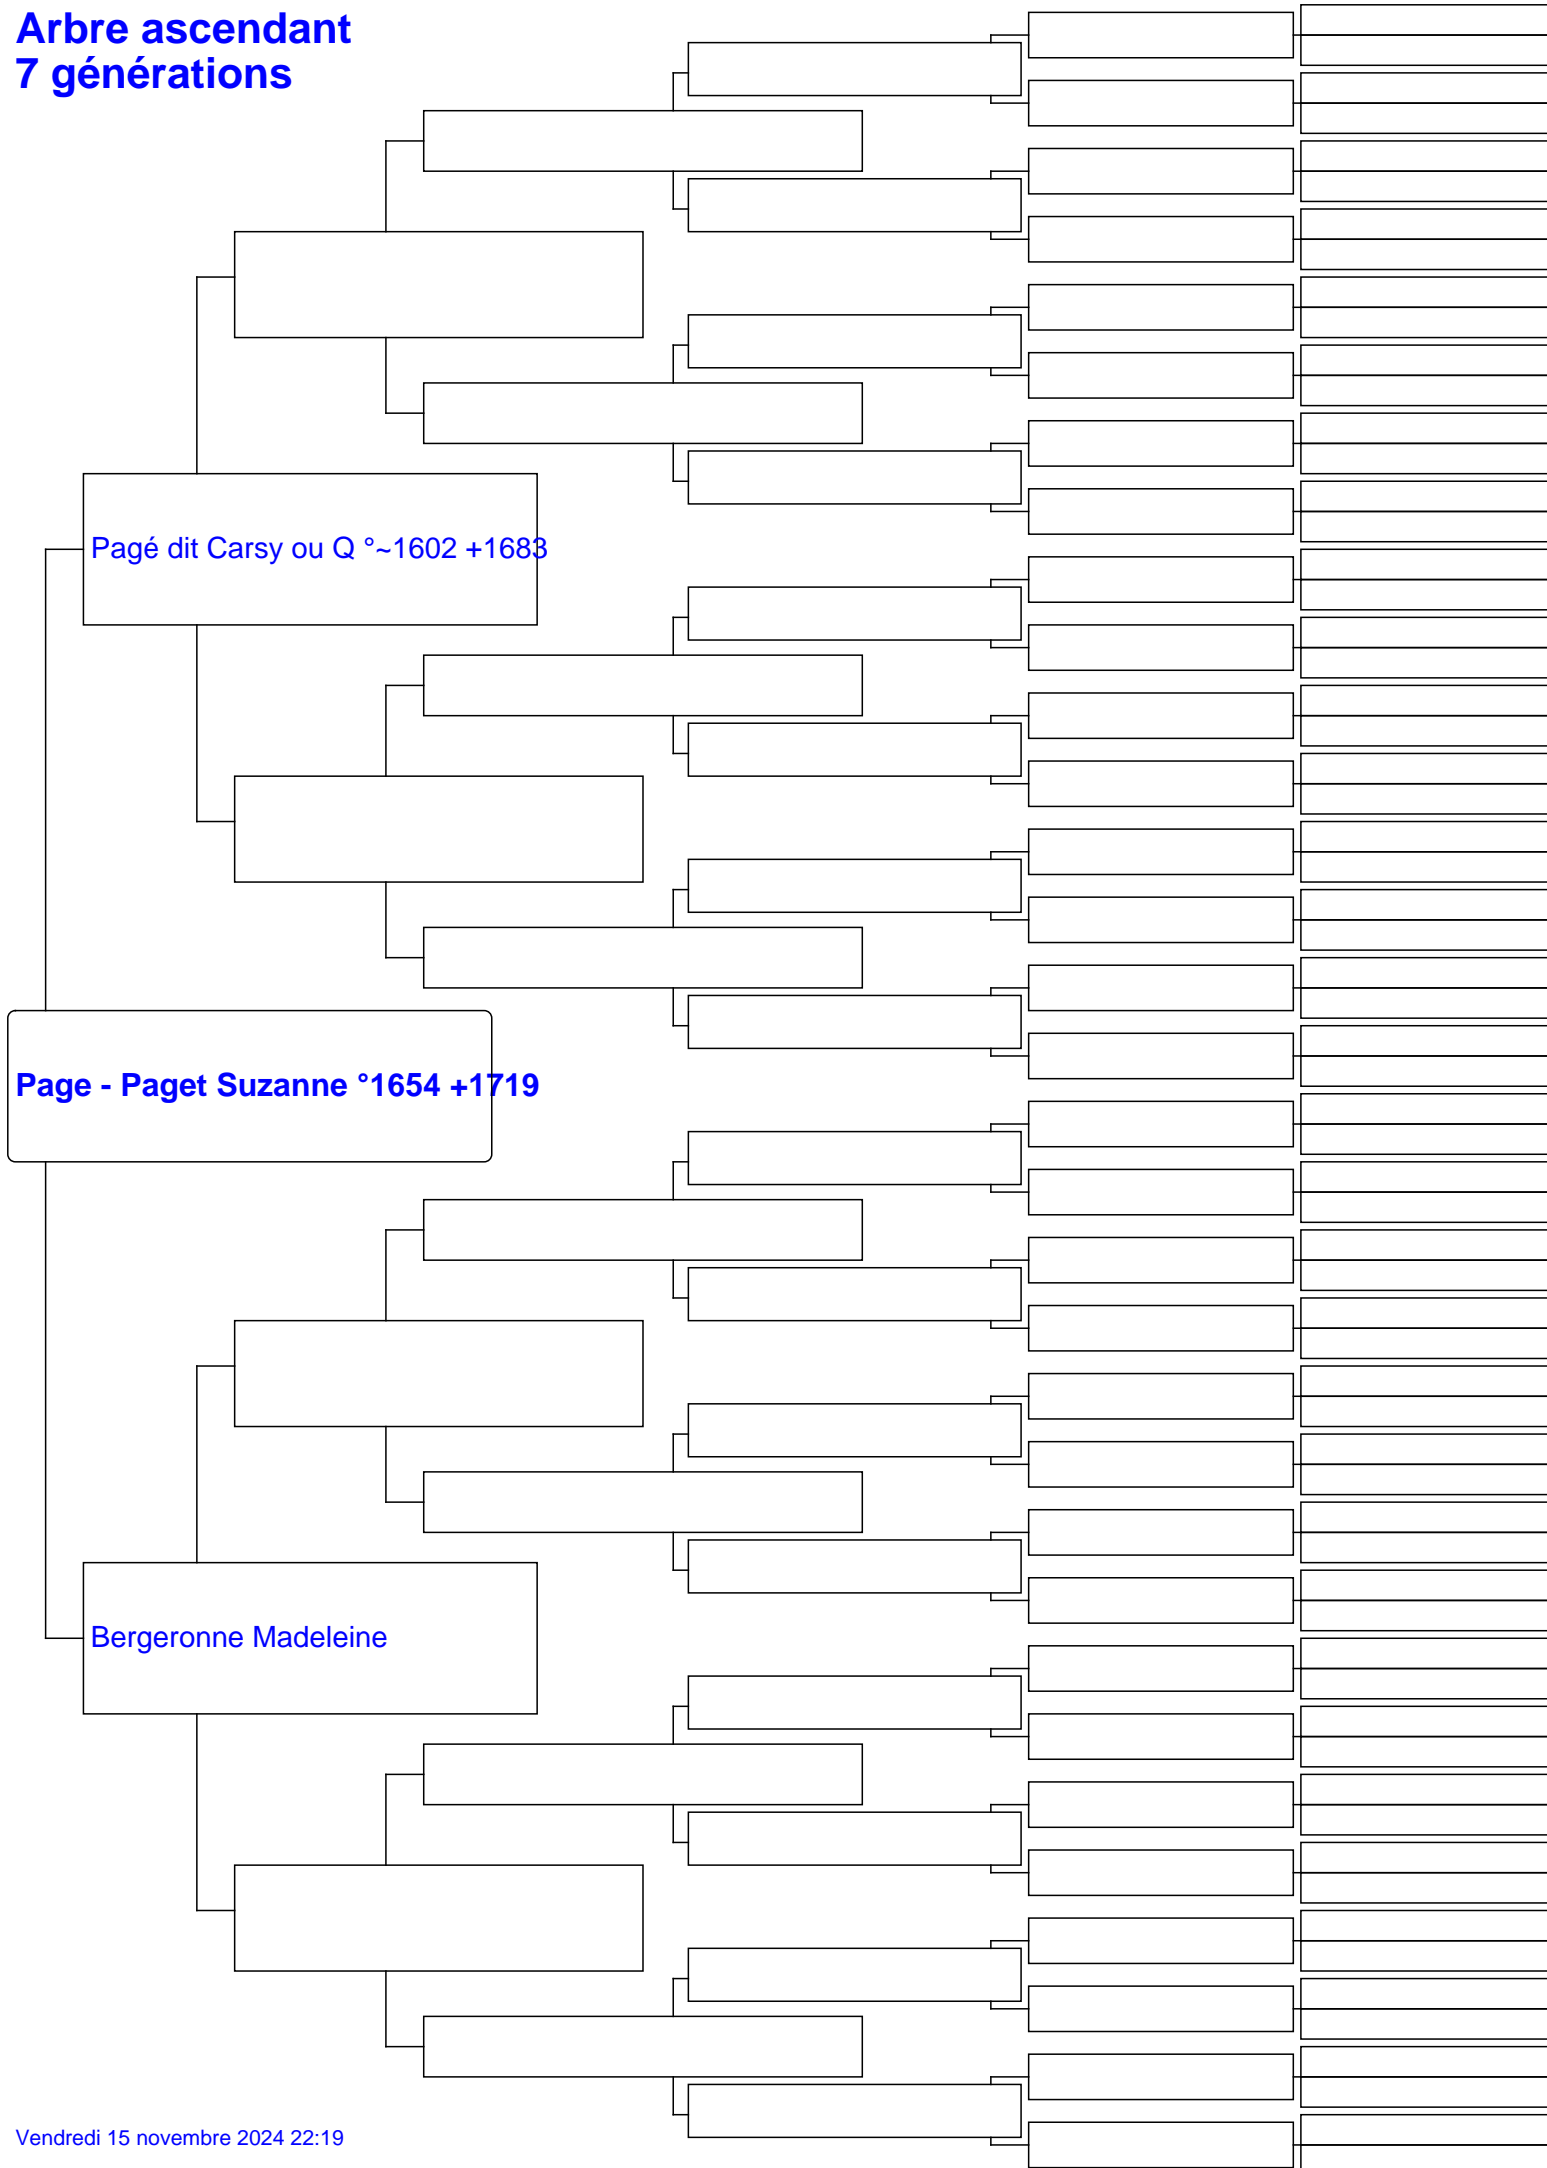 Arbre ascendant
7 générations
Pagé dit Carsy ou Q °~1602 +1683
Page - Paget Suzanne °1654 +1719
Bergeronne Madeleine
Vendredi 15 novembre 2024 22:19